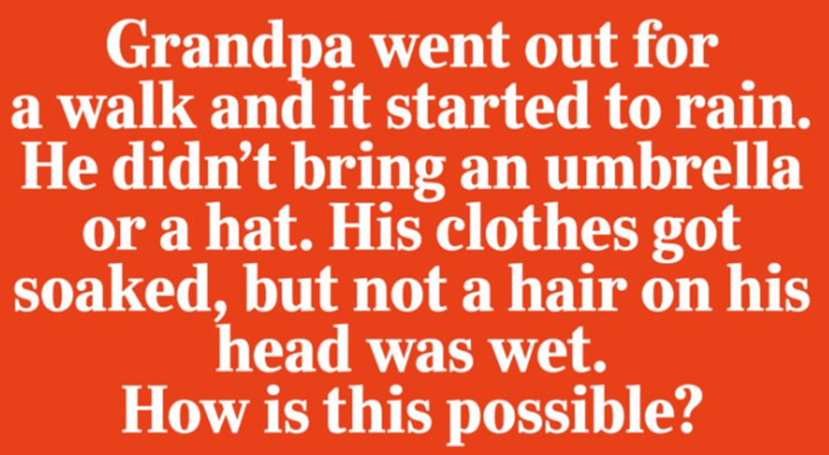 Grandpa went out for
a walk and it started to rain.
He didn’t bring an umbrella
or a hat. His clothes got
soaked, but not a hair on his
head was wet.
How is this possible?